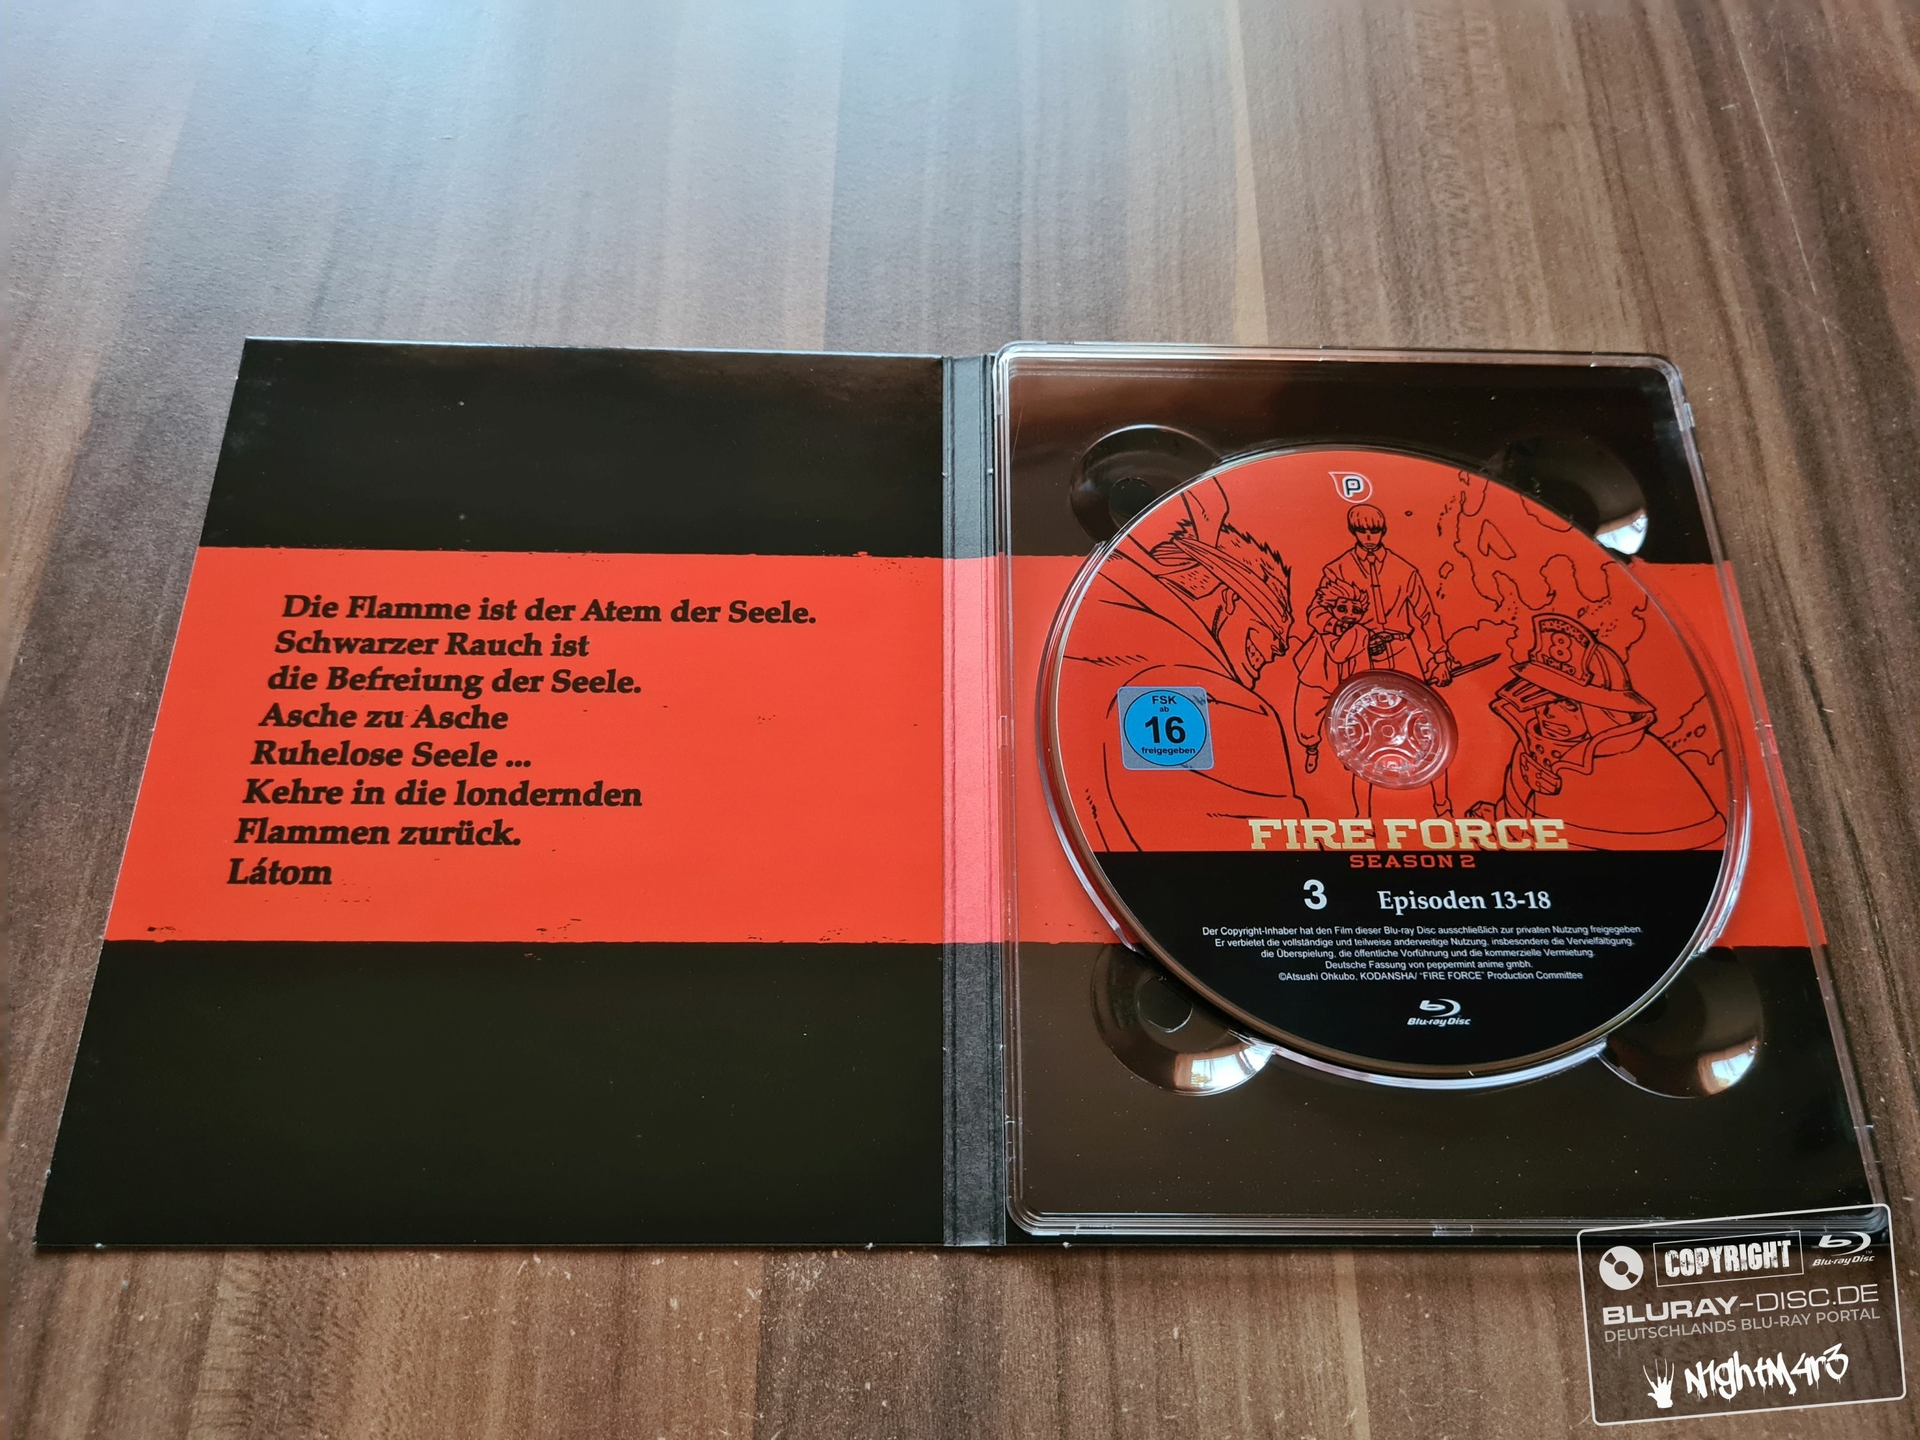 Die Flamme ist der Atem der Seele.
Schwarzer Rauch ist
die Befreiung der Seele.
Asche zu Asche
Ruhelose Seele ...
Kehre in die londernden
Flammen zurück.
Látom
P
8
FSK
ab
16
freigegeben
FIRE FORCE
SEASON 2
3 Episoden 13-18
Der Copyright-Inhaber hat den Film dieser Blu-ray Disc ausschließlich zur privaten Nutzung freigegeben.
Er verbietet die vollständige und teilweise anderweitige Nutzung, insbesondere die Vervielfältigung,
die Überspielung, die öffentliche Vorführung und die kommerzielle Vermietung.
Deutsche Fassung von peppermint anime gmbh.
©Atsushi Ohkubo, KODANSHA/ "FIRE FORCE" Production Committee
Blu-ray Disc
COPYRIGHT Blu-ray Disc
BLURAY-DISC.DE
DEUTSCHLANDS BLU-RAY PORTAL
N1ghtM4r3